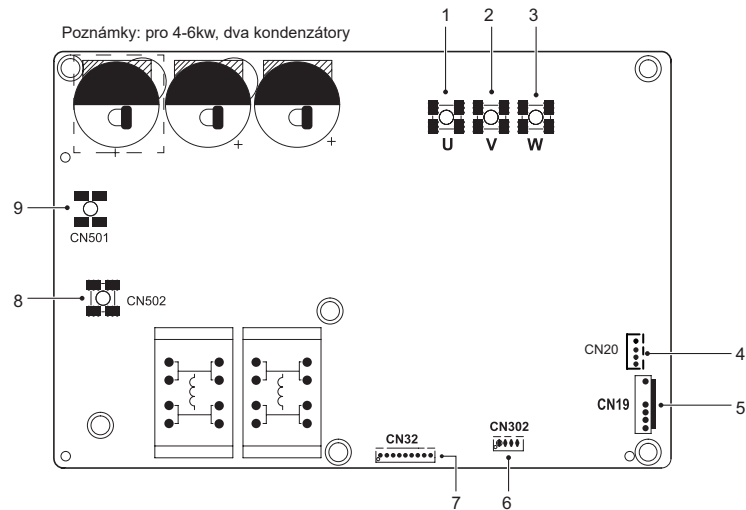 1 2 3
Poznámky: pro 4-6kw, dva kondenzátory
+ + +
U V W
9
CN501
8
CN502
CN20
4
CN19
5
CN32
CN302
7
6